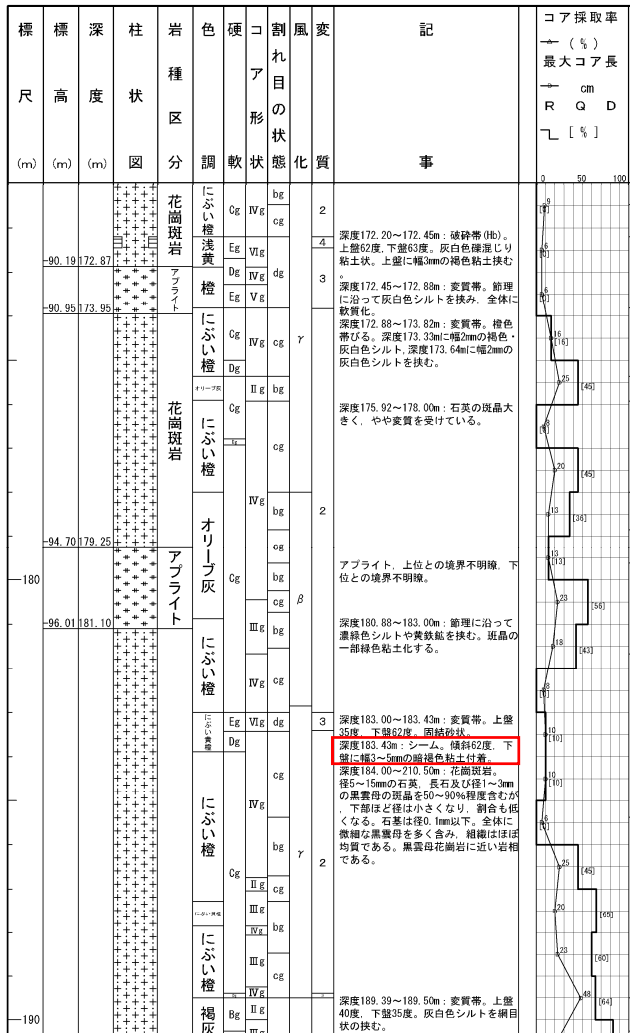 標尺(m)
標高(m)
深度(m)
柱状図
岩種区分
色調
硬軟
コア形状
割れ目の状態
風化
変質
記事
コア採取率
(%)
最大コア長
cm
R Q D
[%]
0 50 100
花崗斑岩
にぶい橙
Cg
Ⅳg
bg
cg
2
浅黄
Eg
Ⅵg
4
-90.19 172.87
アプライト
橙
Dg
Ⅳg
dg
3
Eg
Ⅴg
-90.95 173.95
深度172.20~172.45m:破砕帯(Hb)。
上盤62度,下盤63度。灰白色礫混じり
粘土状。上盤に幅3mmの褐色粘土挟む
。
深度172.45~172.88m:変質帯。節理
に沿って灰白色シルトを挟み、全体に
軟質化。
深度172.88~173.82m:変質帯。橙色
帯びる。深度173.33mに幅2mmの褐色・
灰白色シルト,深度173.64mに幅2mmの
灰白色シルトを挟む。
花崗斑岩
にぶい橙
Cg
Ⅳg
cg
γ
Dg
オリーブ灰
Ⅱg
bg
にぶい橙
Cg
cg
深度175.92~178.00m:石英の斑晶大
きく,やや変質を受けている。
Ⅳg
2
オリーブ灰
bg
-94.70 179.25
cg
アプライト
180
Cg
bg
β
cg
アプライト,上位との境界不明瞭,下
位との境界不明瞭。
-96.01 181.10
にぶい橙
Ⅲg
bg
Ⅳg
cg
深度180.88~183.00m:節理に沿って
濃緑色シルトや黄鉄鉱を挟む。斑晶の
一部緑色粘土化する。
にぶい黄橙
Eg
Ⅵg
dg
3
Dg
深度183.00~183.43m:変質帯。上盤
35度,下盤62度。固結砂状。
深度183.43m:シーム。傾斜62度,下
盤に幅3~5mmの暗褐色粘土付着。
深度184.00~210.50m:花崗斑岩。
径5~15mmの石英,長石及び径1~3mm
の黒雲母の斑晶を50~90%程度含むが
,下部ほど径は小さくなり,割合も低
くなる。石基は径0.1mm以下。全体に
微細な黒雲母を多く含み,組織はほぼ
均質である。黒雲母花崗岩に近い岩相
である。
にぶい橙
Cg
Ⅳg
cg
bg
γ
2
Ⅱg
cg
Ⅲg
bg
Ⅳg
にぶい橙
Ⅲg
cg
Ⅳg
190
褐灰
Bg
Ⅱg
Ⅲg
深度189.39~189.50m:変質帯。上盤
40度,下盤35度。灰白色シルトを網目
状の挟む。
9
6
6
16
[16]
25
[45]
8
20
[45]
13
[36]
13
[13]
23
[56]
18
[43]
8
10
[10]
10
[10]
6
25
[45]
20
[65]
23
[60]
48
[64]